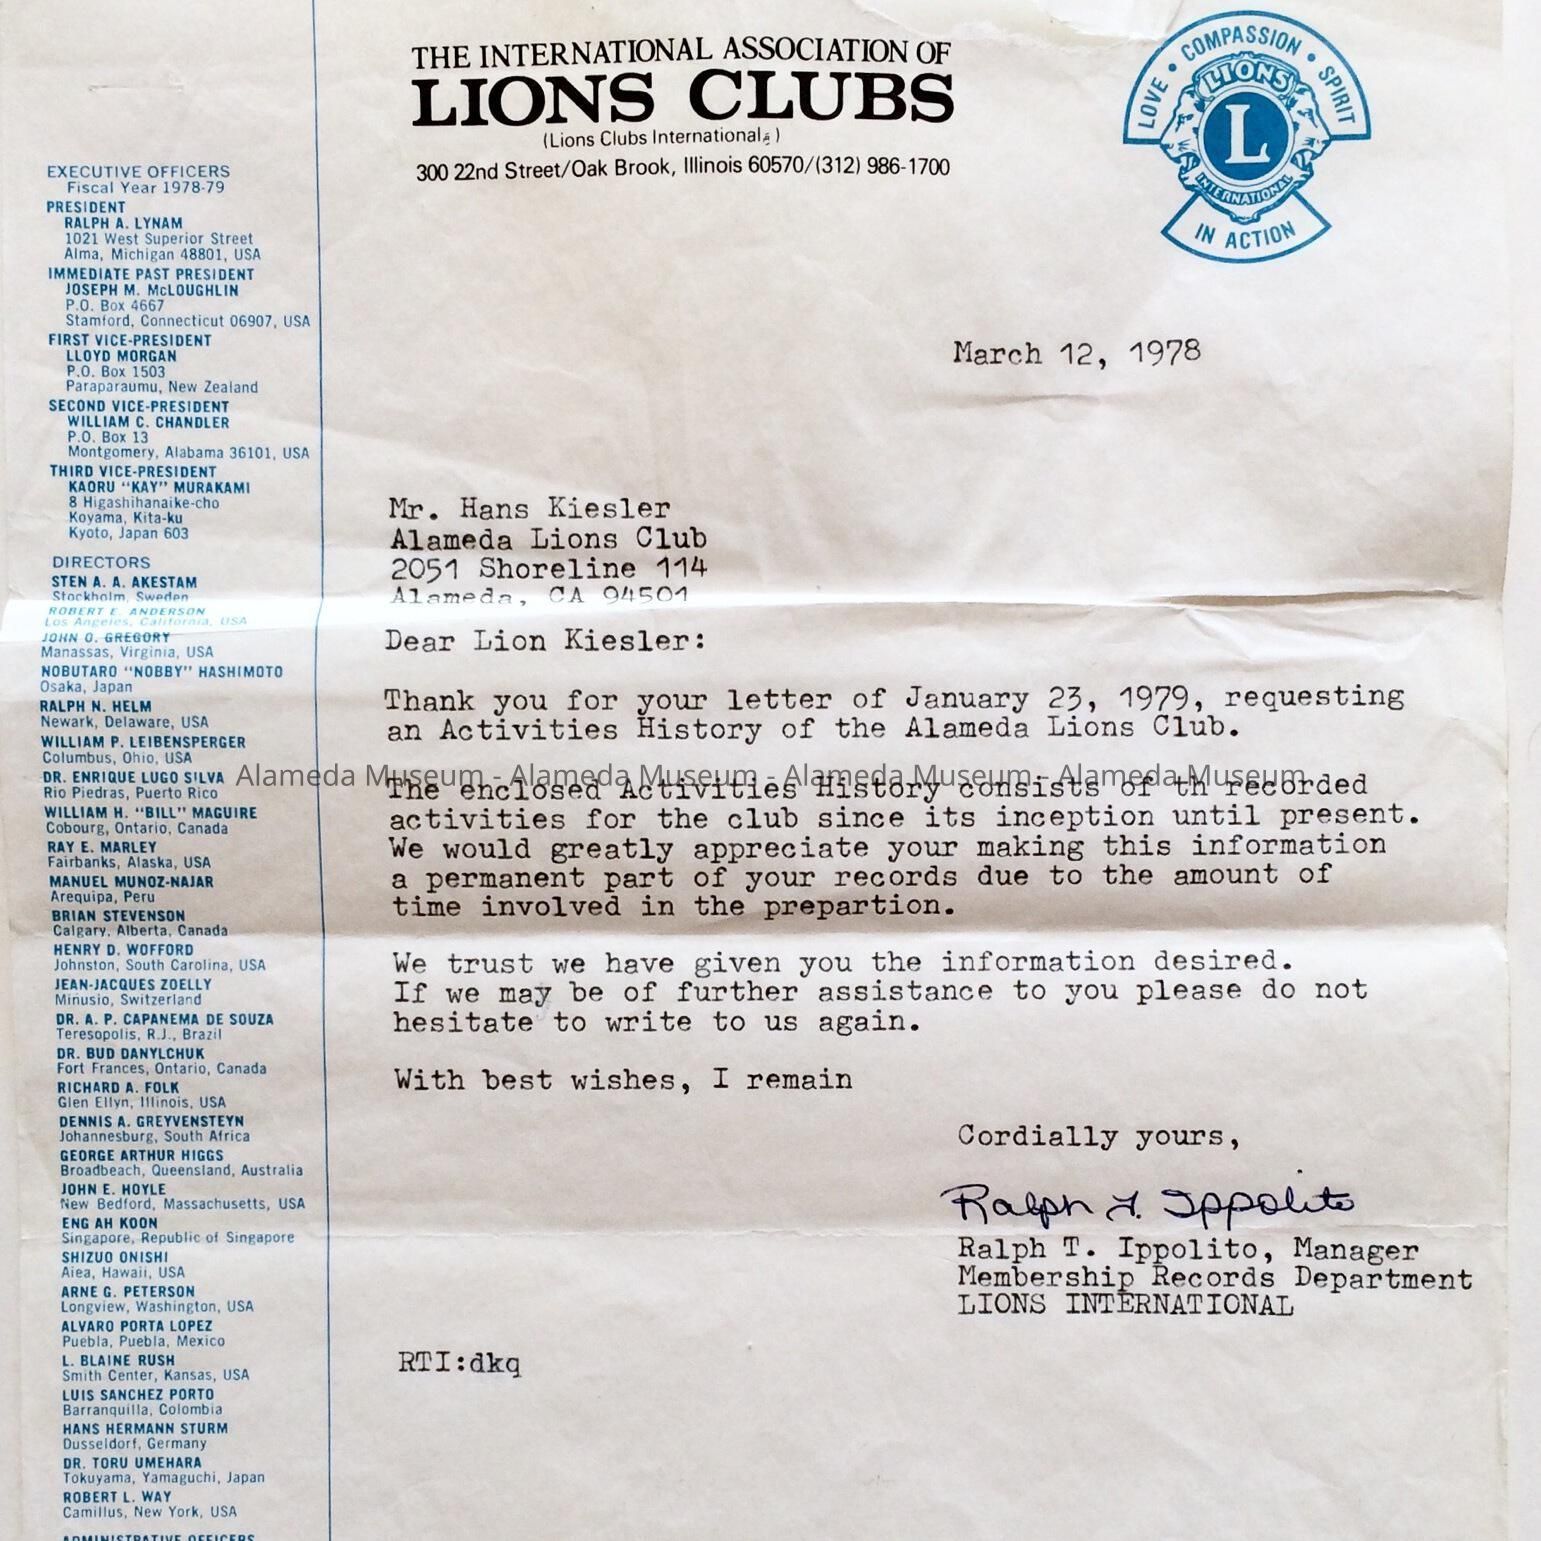 THE INTERNATIONAL ASSOCIATION OF
LIONS CLUBS
(Lions Clubs International)
300 22nd Street/Oak Brook, Illinois 60570/(312) 986-1700
LOVE • COMPASSION • SPIRIT
LIONS
L
INTERNATIONAL
IN ACTION
EXECUTIVE OFFICERS
Fiscal Year 1978-79
PRESIDENT
RALPH A. LYNAM
1021 West Superior Street
Alma, Michigan 48801, USA
IMMEDIATE PAST PRESIDENT
JOSEPH M. McLOUGHLIN
P.O. Box 4667
Stamford, Connecticut 06907, USA
FIRST VICE-PRESIDENT
LLOYD MORGAN
P.O. Box 1503
Paraparaumu, New Zealand
SECOND VICE-PRESIDENT
WILLIAM C. CHANDLER
P.O. Box 13
Montgomery, Alabama 36101, USA
THIRD VICE-PRESIDENT
KAORU "KAY" MURAKAMI
8 Higashihanaike-cho
Koyama, Kita-ku
Kyoto, Japan 603
DIRECTORS
STEN A. A. AKESTAM
Stockholm, Sweden
ROBERT E. ANDERSON
Los Angeles, California, USA
JOHN O. GREGORY
Manassas, Virginia, USA
NOBUTARO "NOBBY" HASHIMOTO
Osaka, Japan
RALPH N. HELM
Newark, Delaware, USA
WILLIAM P. LEIBENSPERGER
Columbus, Ohio, USA
DR. ENRIQUE LUGO SILVA
Rio Piedras, Puerto Rico
WILLIAM H. "BILL" MAGUIRE
Cobourg, Ontario, Canada
RAY E. MARLEY
Fairbanks, Alaska, USA
MANUEL MUNOZ-NAJAR
Arequipa, Peru
BRIAN STEVENSON
Calgary, Alberta, Canada
HENRY D. WOFFORD
Johnston, South Carolina, USA
JEAN-JACQUES ZOELLY
Minusio, Switzerland
DR. A. P. CAPANEMA DE SOUZA
Teresopolis, R.J., Brazil
DR. BUD DANYLCHUK
Fort Frances, Ontario, Canada
RICHARD A. FOLK
Glen Ellyn, Illinois, USA
DENNIS A. GREYVENSTEYN
Johannesburg, South Africa
GEORGE ARTHUR HIGGS
Broadbeach, Queensland, Australia
JOHN E. HOYLE
New Bedford, Massachusetts, USA
ENG AH KOON
Singapore, Republic of Singapore
SHIZUO ONISHI
Aiea, Hawaii, USA
ARNE G. PETERSON
Longview, Washington, USA
ALVARO PORTA LOPEZ
Puebla, Puebla, Mexico
L. BLAINE RUSH
Smith Center, Kansas, USA
LUIS SANCHEZ PORTO
Barranquilla, Colombia
HANS HERMANN STURM
Dusseldorf, Germany
DR. TORU UMEHARA
Tokuyama, Yamaguchi, Japan
ROBERT L. WAY
Camillus, New York, USA
ADMINISTRATIVE OFFICERS
March 12, 1978
Mr. Hans Kiesler
Alameda Lions Club
2051 Shoreline 114
Alameda, CA 94501
Dear Lion Kiesler:
Thank you for your letter of January 23, 1979, requesting
an Activities History of the Alameda Lions Club.
Alameda Museum - Alameda Museum - Alameda Museum - Alameda Museum
The enclosed Activities History consists of th recorded
activities for the club since its inception until present.
We would greatly appreciate your making this information
a permanent part of your records due to the amount of
time involved in the prepartion.
We trust we have given you the information desired.
If we may be of further assistance to you please do not
hesitate to write to us again.
With best wishes, I remain
Cordially yours,
Ralph T. Ippolito
Ralph T. Ippolito, Manager
Membership Records Department
LIONS INTERNATIONAL
RTI:dkq